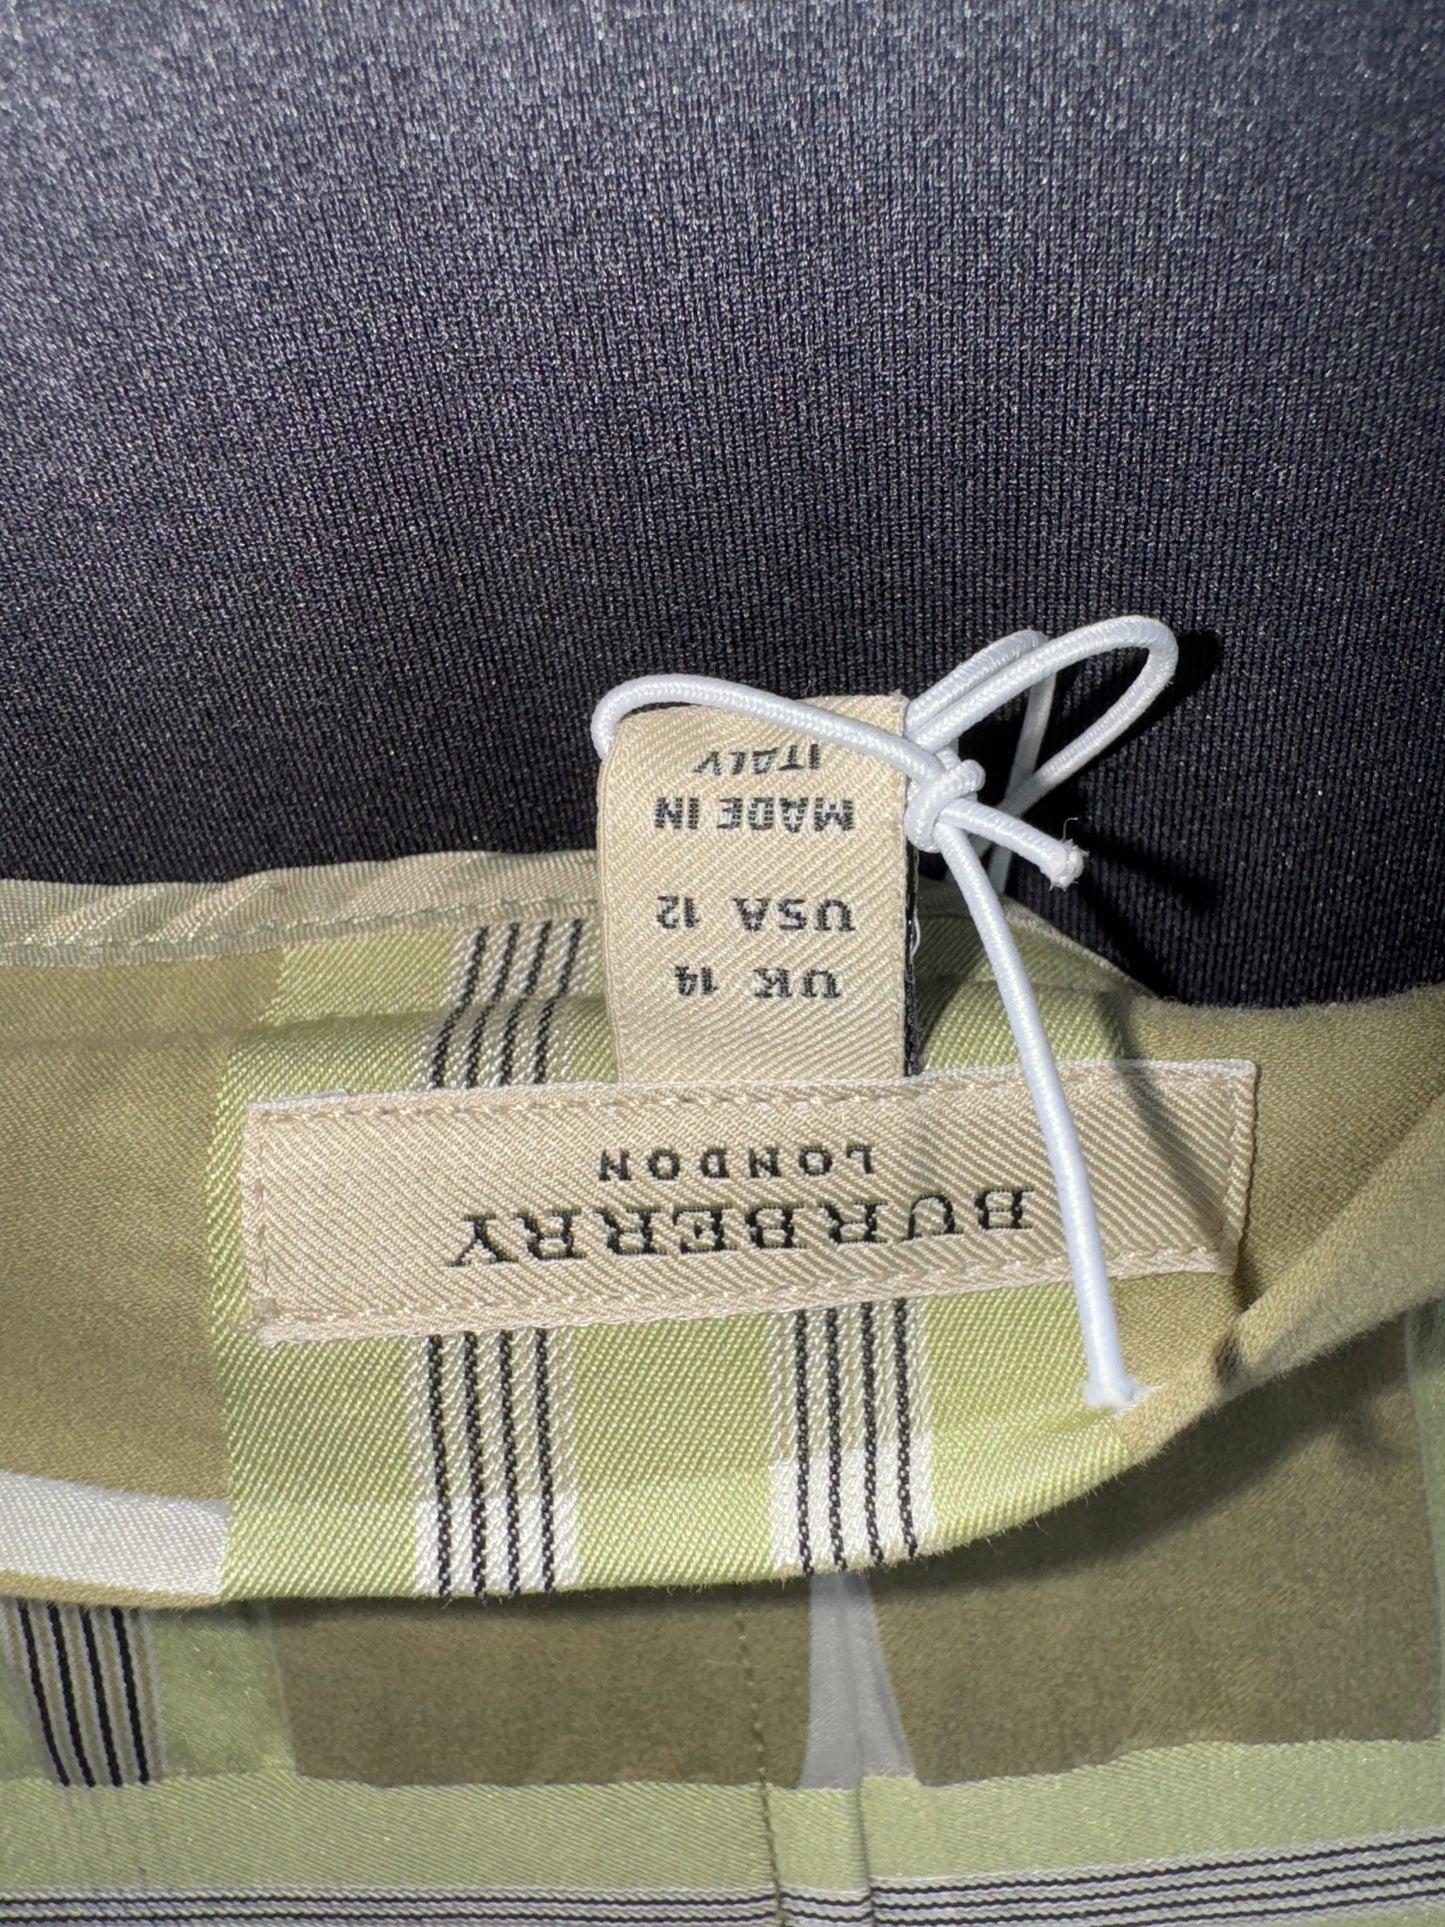 BURBERRY
LONDON
UK 14
USA 12
MADE IN
ITALY